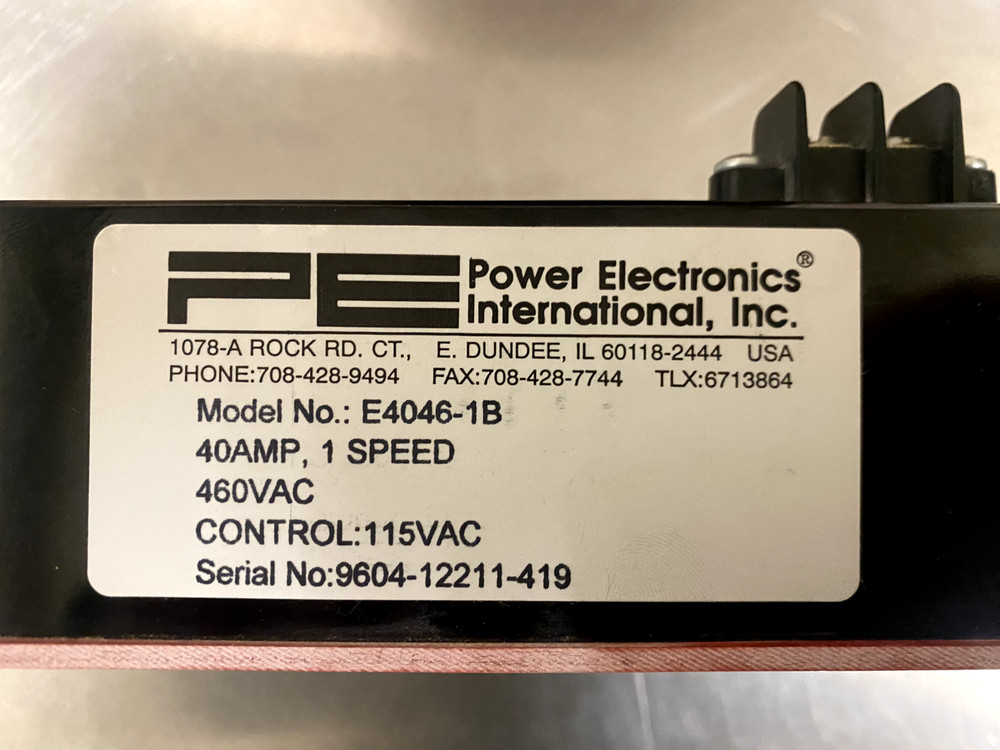 PE Power Electronics®
International, Inc.
1078-A ROCK RD. CT., E. DUNDEE, IL 60118-2444 USA
PHONE:708-428-9494 FAX:708-428-7744 TLX:6713864
Model No.: E4046-1B
40AMP, 1 SPEED
460VAC
CONTROL:115VAC
Serial No:9604-12211-419